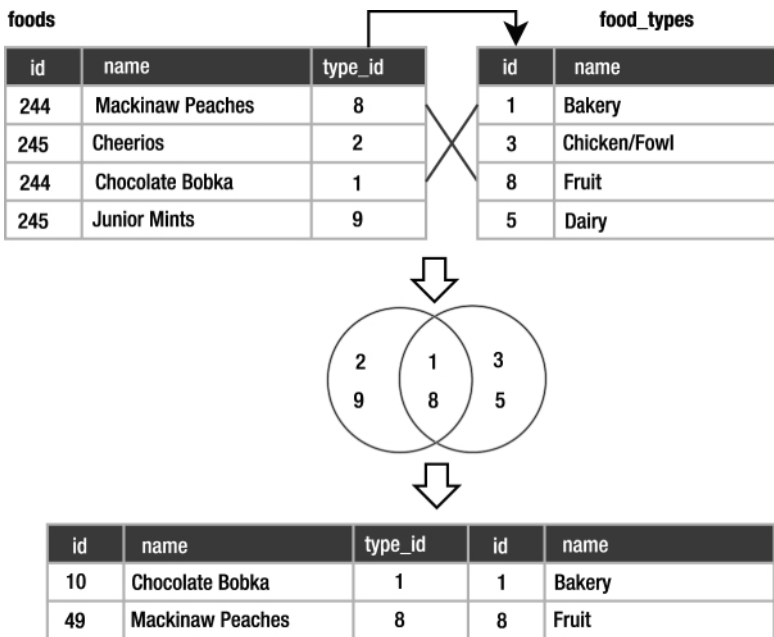 foods food_types
id name type_id id name
244 Mackinaw Peaches 8 1 Bakery
245 Cheerios 2 3 Chicken/Fowl
244 Chocolate Bobka 1 8 Fruit
245 Junior Mints 9 5 Dairy
2 1 3
9 8 5
id name type_id id name
10 Chocolate Bobka 1 1 Bakery
49 Mackinaw Peaches 8 8 Fruit